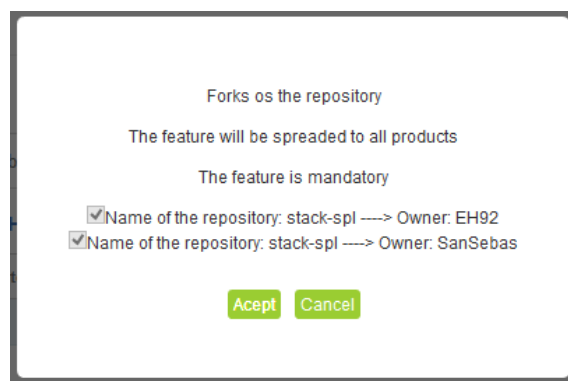 Forks os the repository
The feature will be spreaded to all products
The feature is mandatory
Name of the repository: stack-spl ----> Owner: EH92
Name of the repository: stack-spl ----> Owner: SanSebas
Acept Cancel